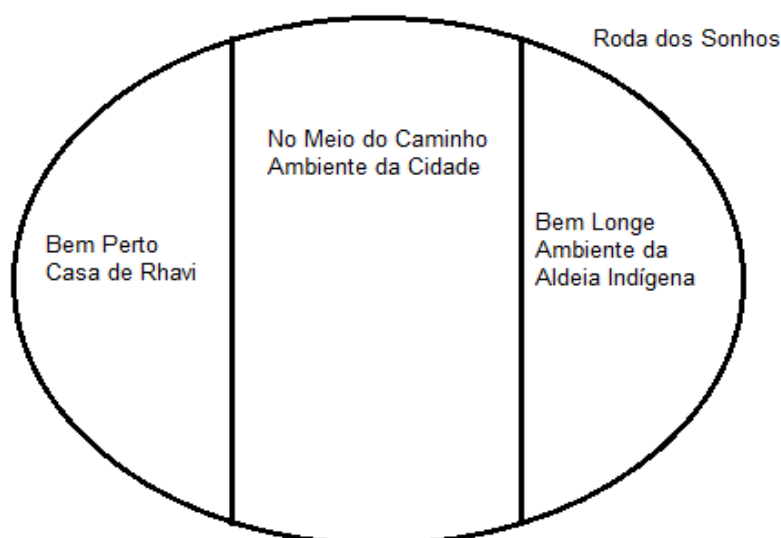 Roda dos Sonhos
No Meio do Caminho
Ambiente da Cidade
Bem Perto
Casa de Rhavi
Bem Longe
Ambiente da
Aldeia Indígena